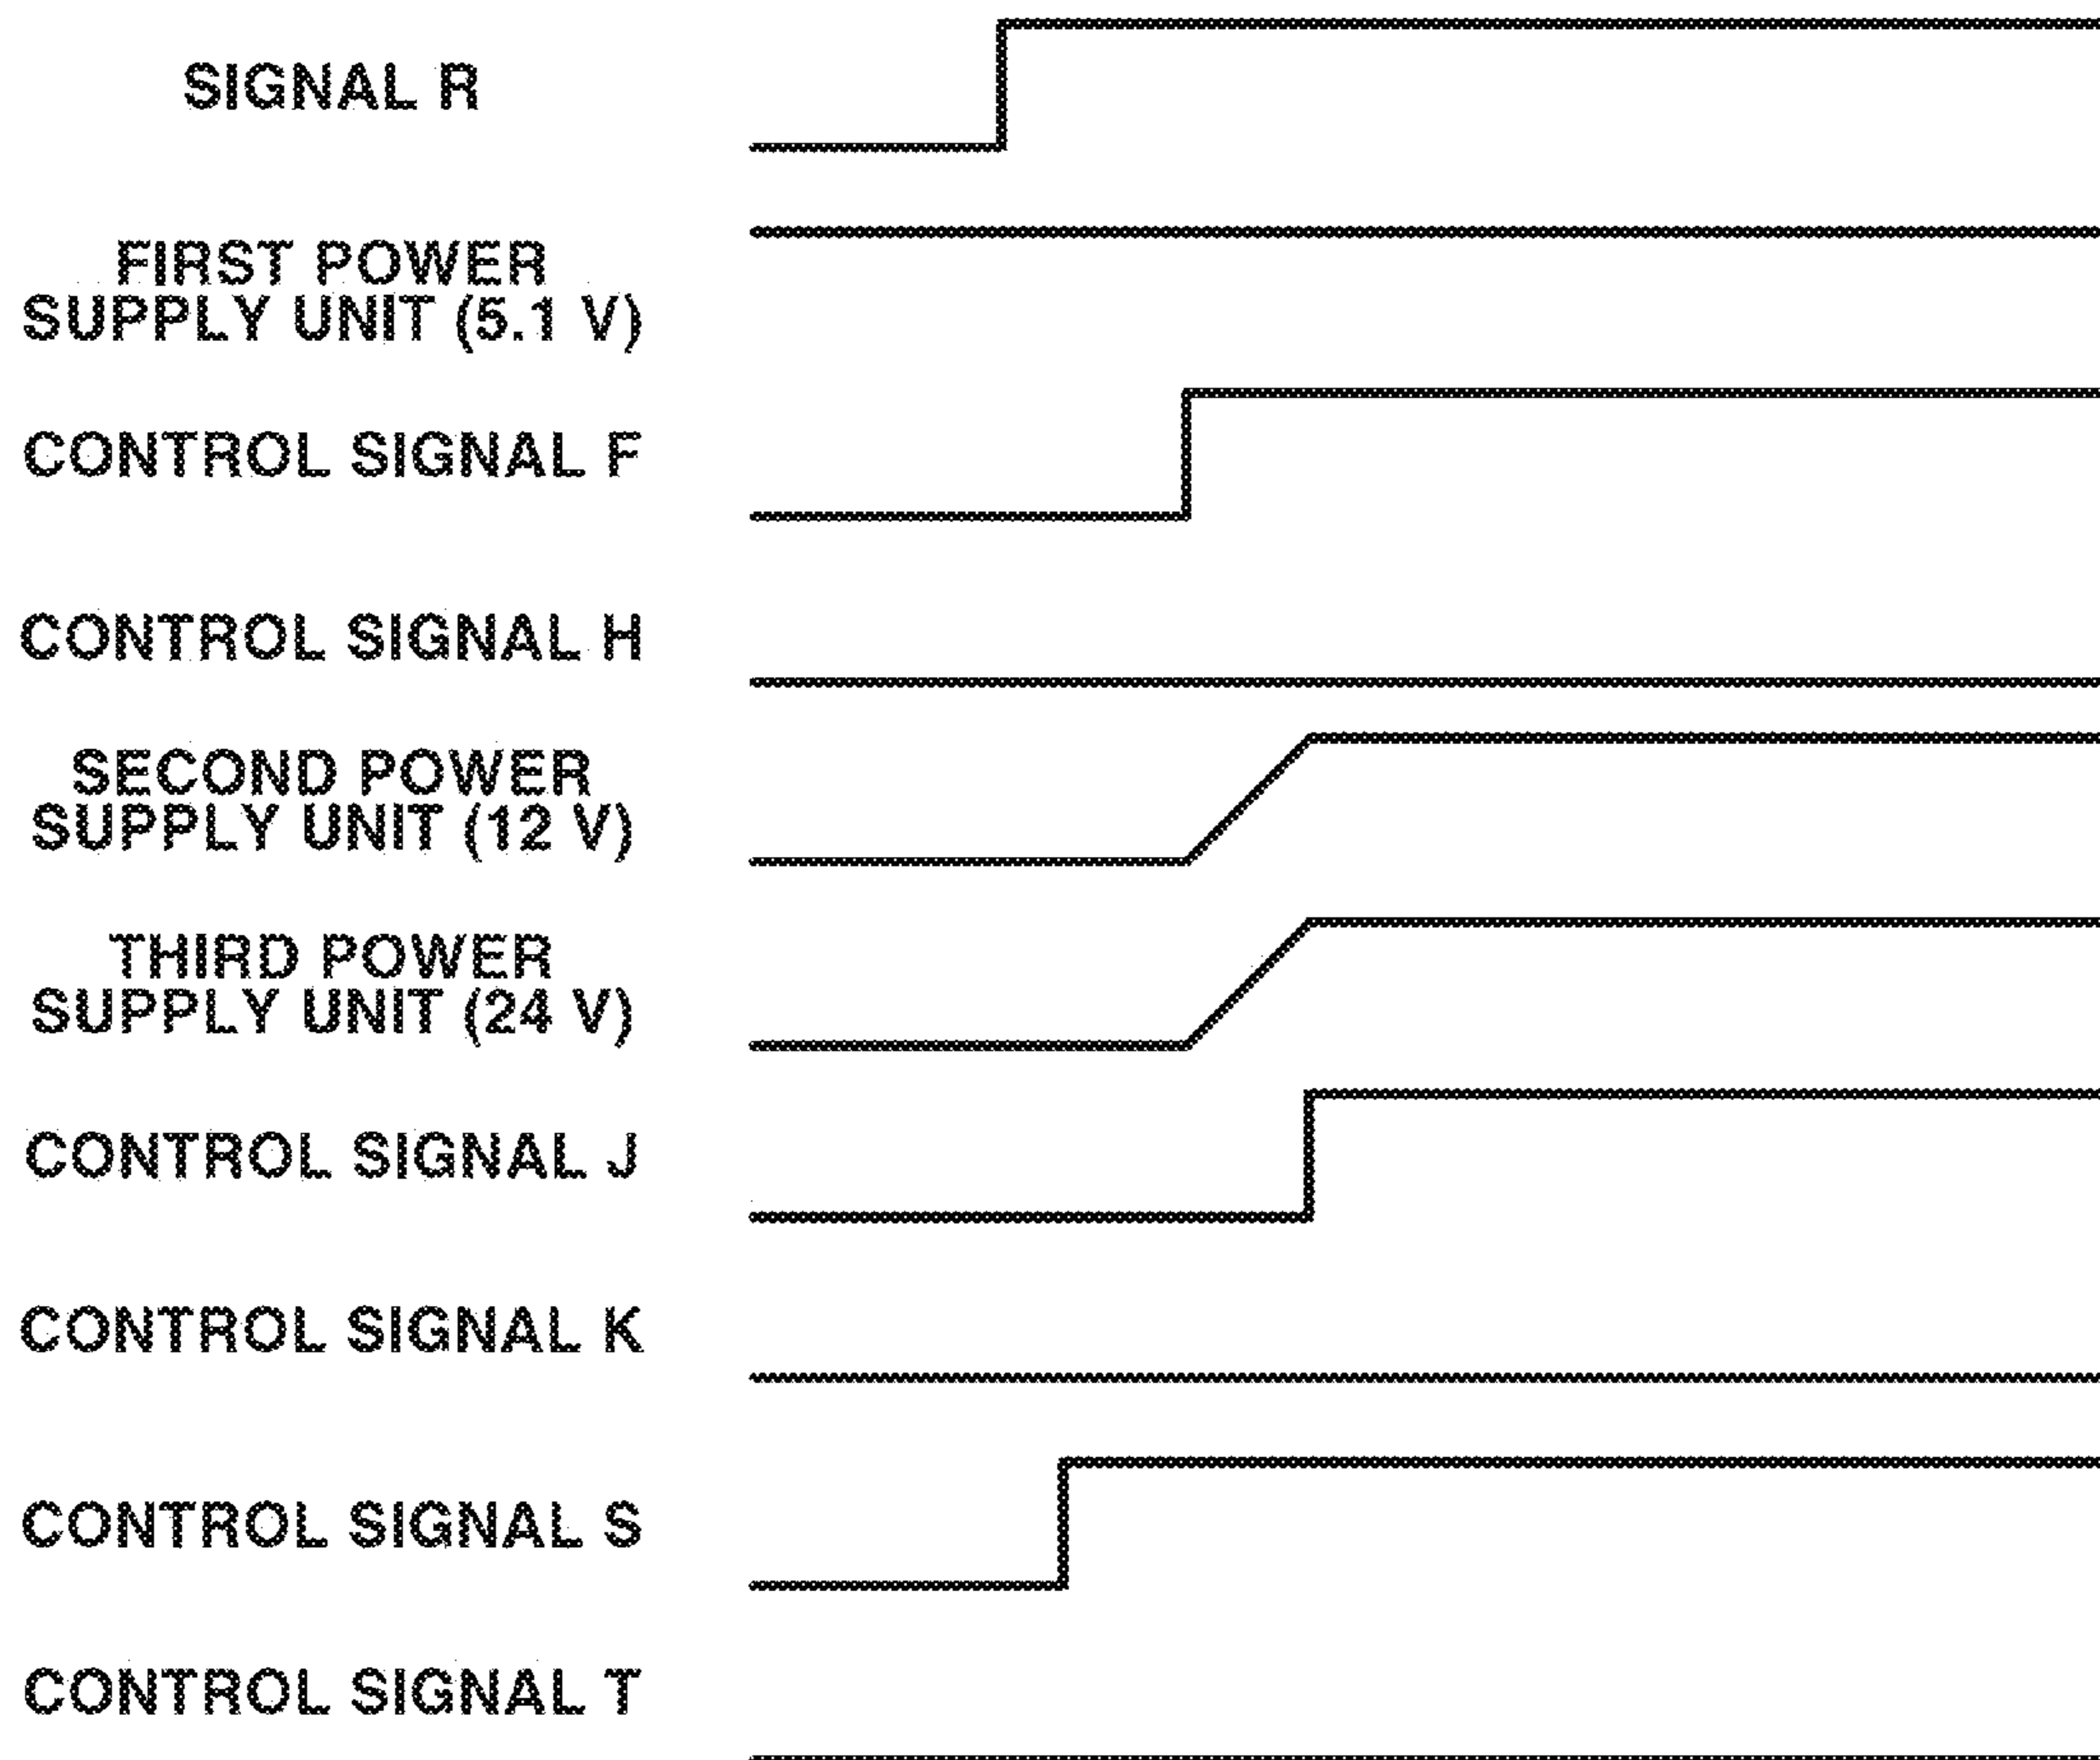 SIGNAL R
FIRST POWER
SUPPLY UNIT (5.1 V)
CONTROL SIGNAL F
CONTROL SIGNAL H
SECOND POWER
SUPPLY UNIT (12 V)
THIRD POWER
SUPPLY UNIT (24 V)
CONTROL SIGNAL J
CONTROL SIGNAL K
CONTROL SIGNAL S
CONTROL SIGNAL T